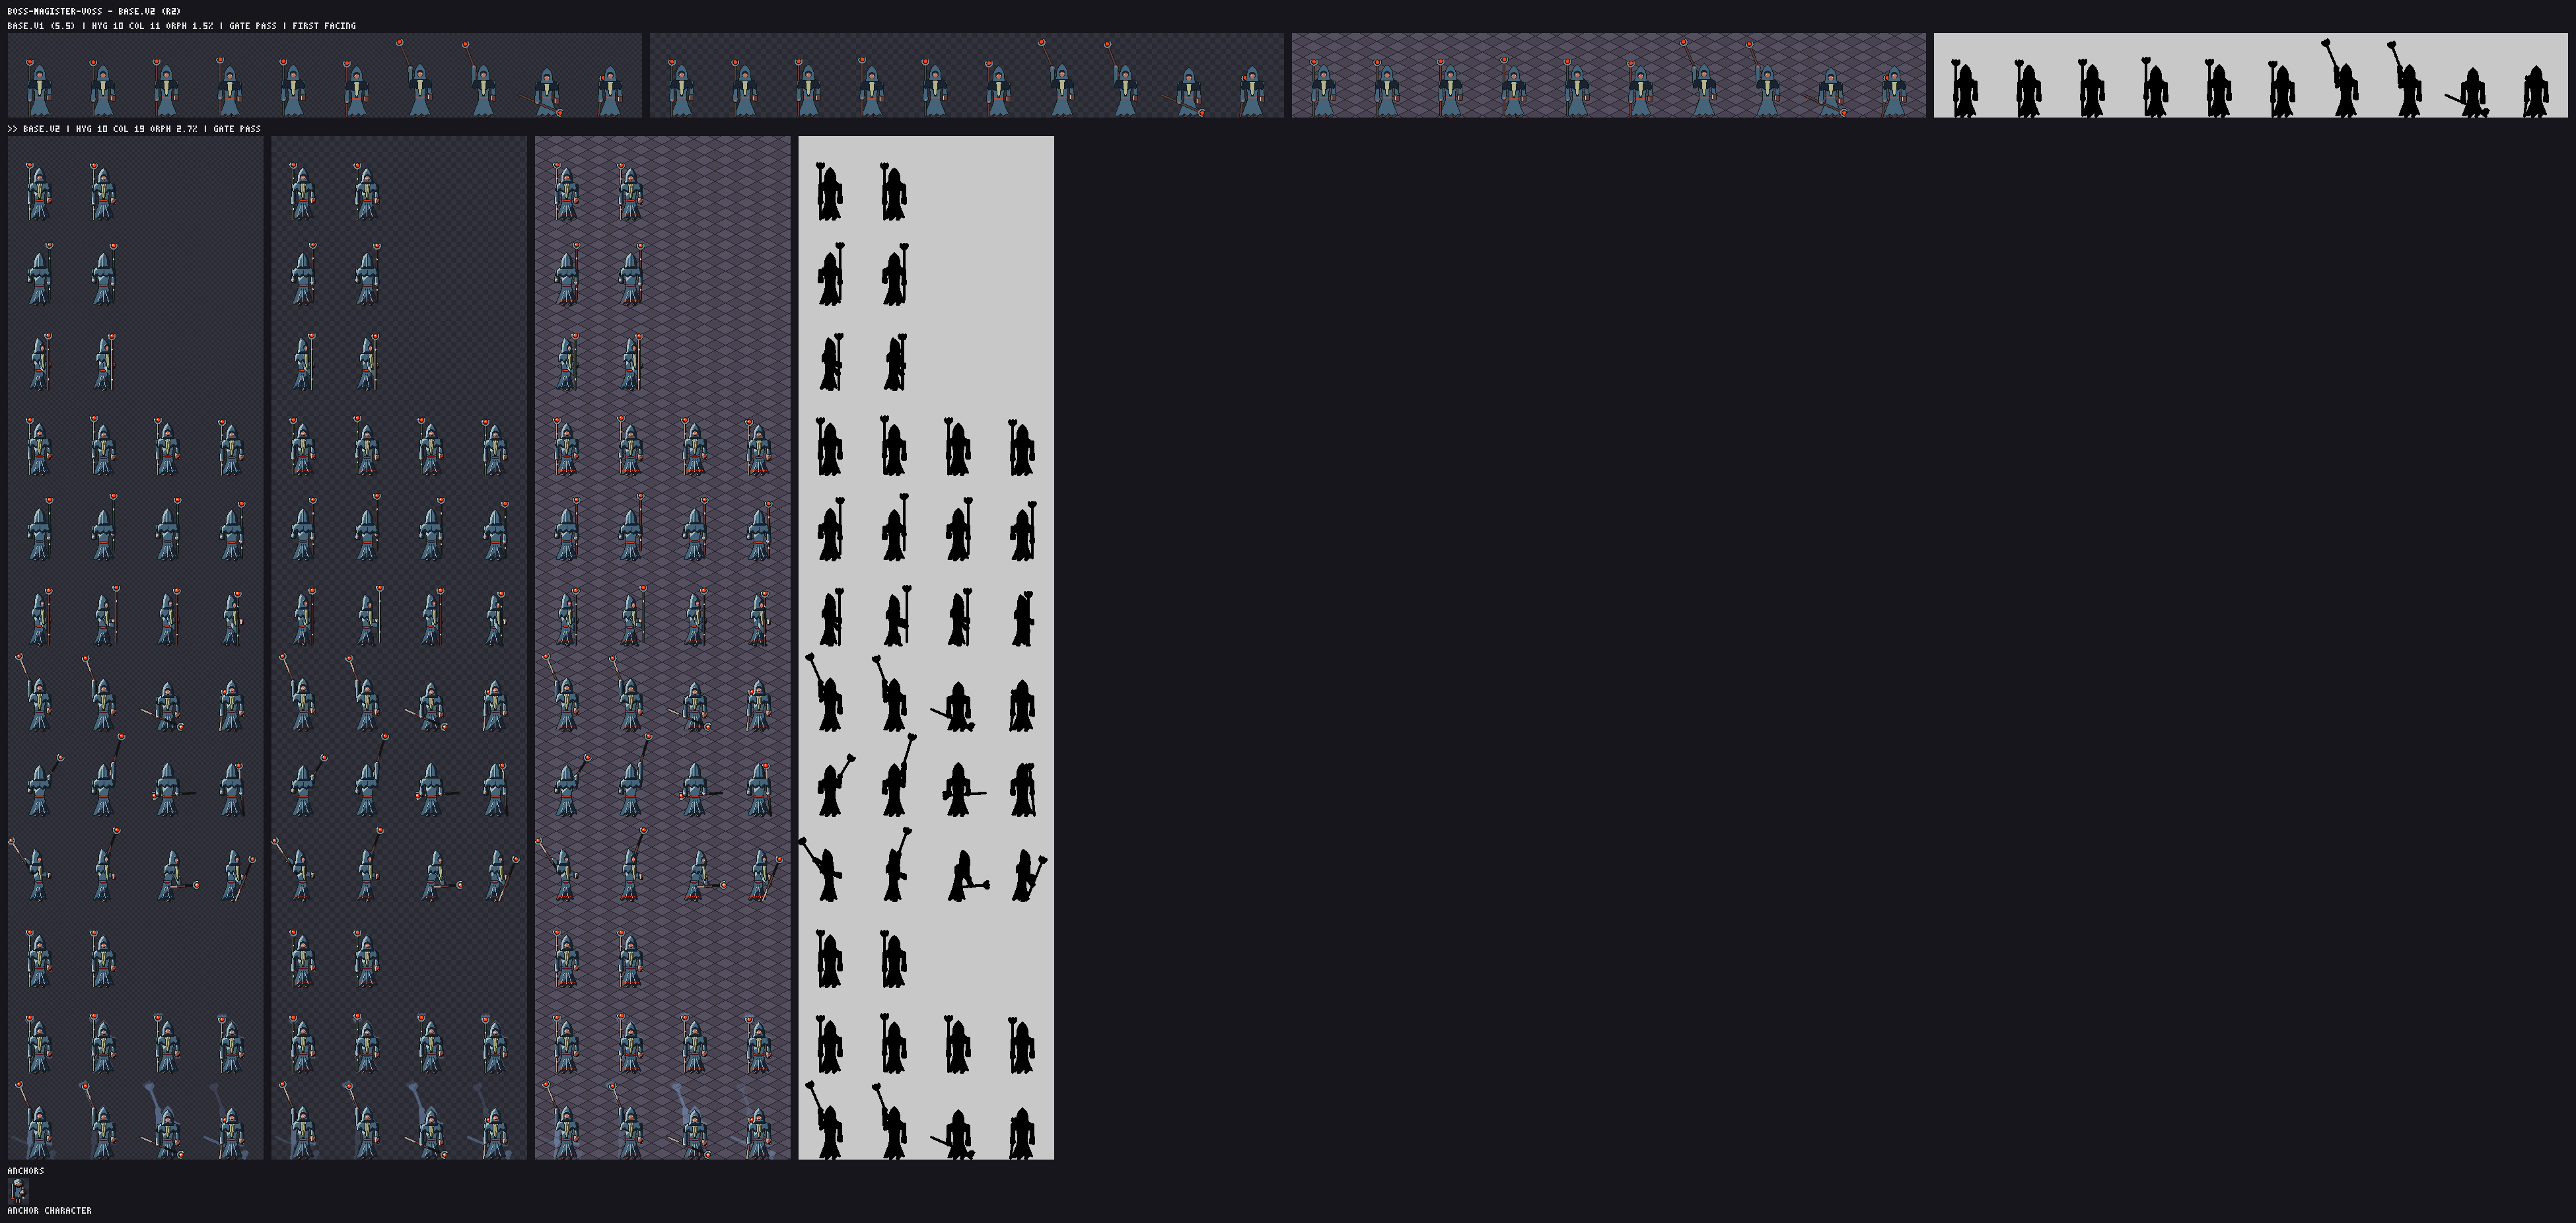 BOSS-MAGISTER-VOSS - BASE.V2 (R2)
BASE.V1 (5.5) | HYG 10 COL 11 ORPH 1.5% | GATE PASS | FIRST FACING
>> BASE.V2 | HYG 10 COL 19 ORPH 2.7% | GATE PASS
ANCHORS
ANCHOR CHARACTER